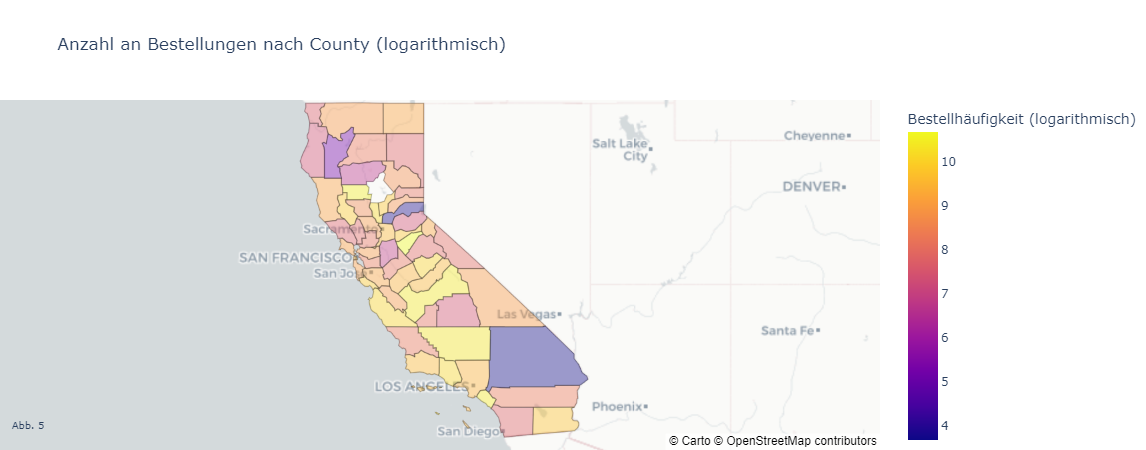 Anzahl an Bestellungen nach County (logarithmisch)
Bestellhäufigkeit (logarithmisch)
Cheyenne
Salt Lake
City
10
DENVER
9
Sacramento
8
SAN FRANCISCO
San Jose
7
Las Vegas
Santa Fe
6
5
LOS ANGELES
Phoenix
4
Abb. 5
San Diego
© Carto © OpenStreetMap contributors